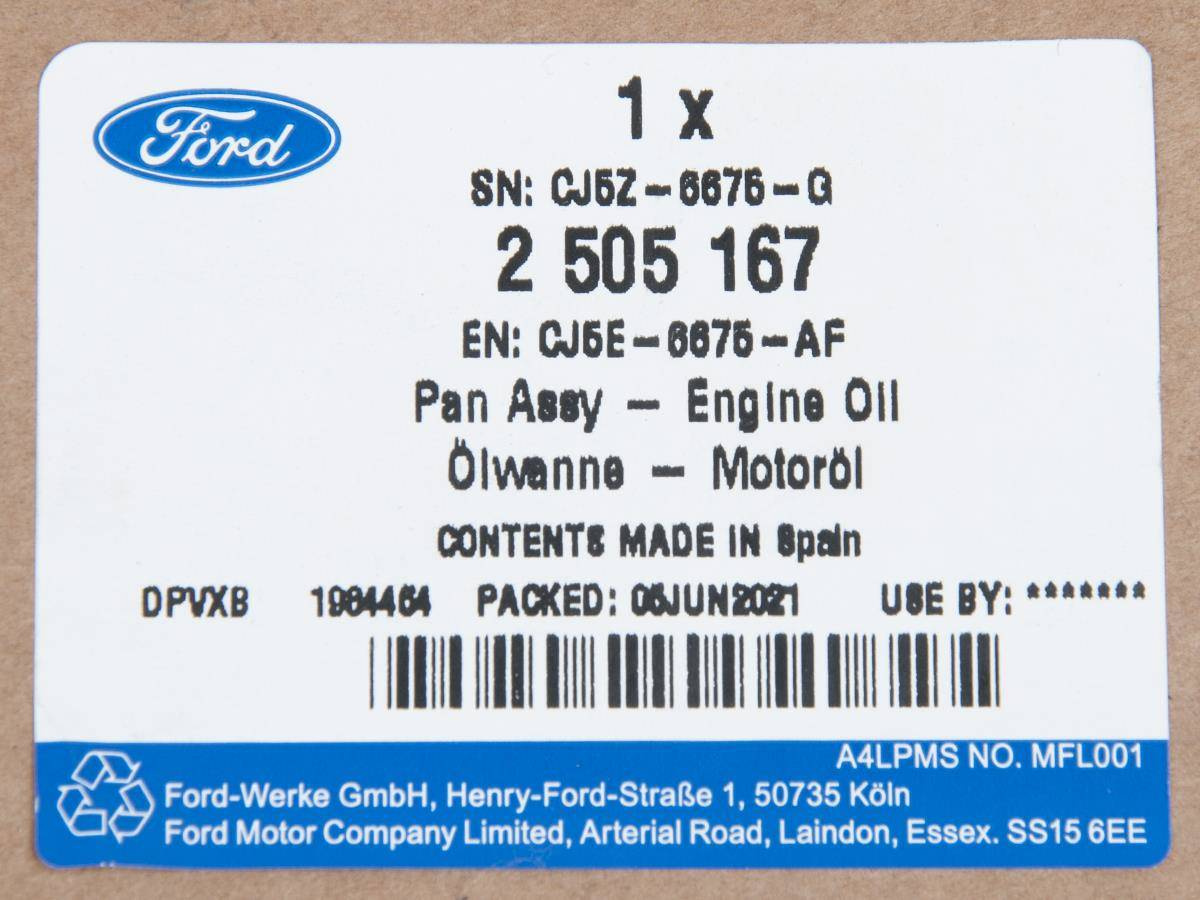 Ford
1 x
SN: CJ5Z-6675-G
2 505 167
EN: CJ5E-6675-AF
Pan Assy - Engine Oil
Ölwanne - Motoröl
CONTENTS MADE IN Spain
DPVXB 1984464 PACKED: 05JUN2021 USE BY: *******
A4LPMS NO. MFL001
Ford-Werke GmbH, Henry-Ford-Straße 1, 50735 Köln
Ford Motor Company Limited, Arterial Road, Laindon, Essex. SS15 6EE